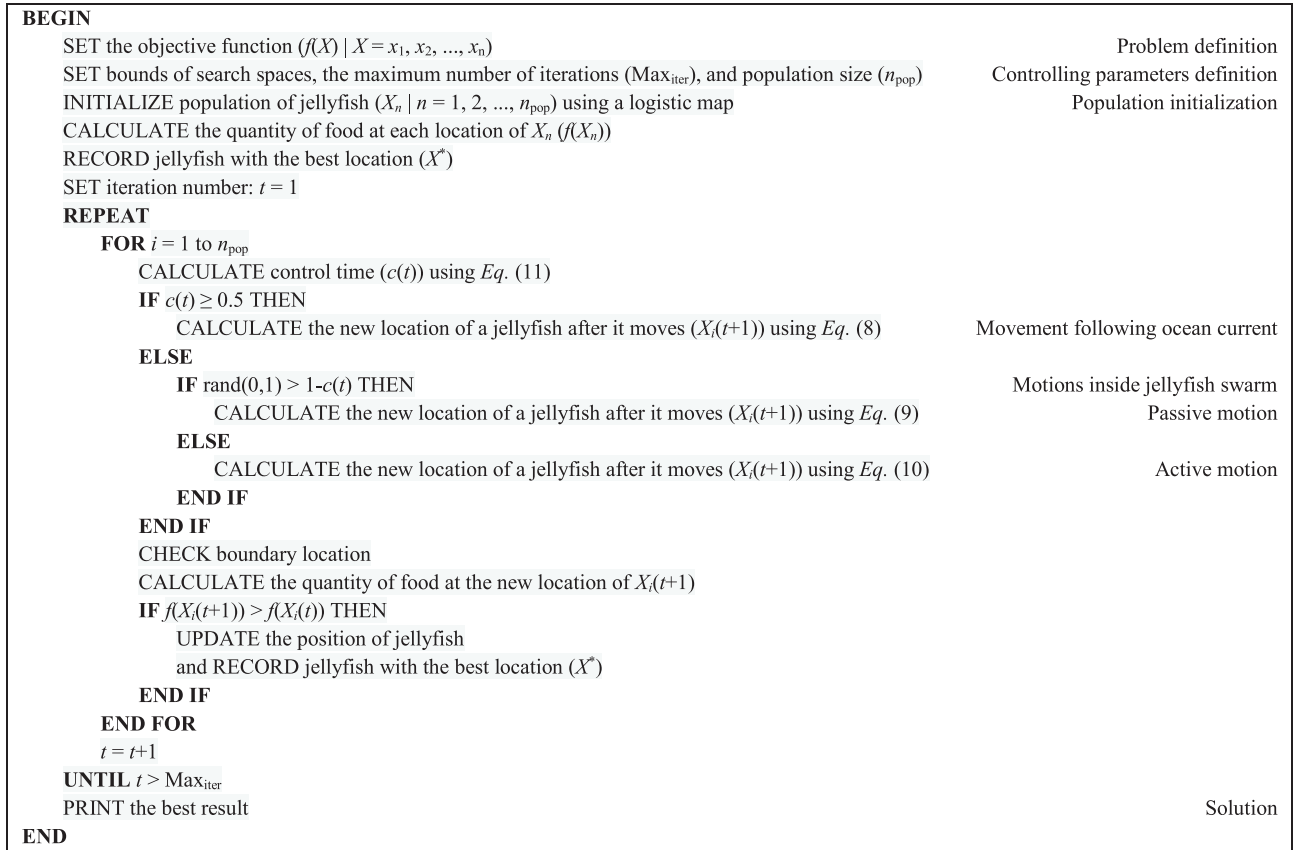 BEGIN
SET the objective function (f(X) | X = x₁, x₂, ..., xₙ) Problem definition
SET bounds of search spaces, the maximum number of iterations (Maxᵢₜₑᵣ), and population size (nₚₒₚ) Controlling parameters definition
INITIALIZE population of jellyfish (Xₙ | n = 1, 2, ..., nₚₒₚ) using a logistic map Population initialization
CALCULATE the quantity of food at each location of Xₙ (f(Xₙ))
RECORD jellyfish with the best location (X*)
SET iteration number: t = 1
REPEAT
FOR i = 1 to nₚₒₚ
CALCULATE control time (c(t)) using Eq. (11)
IF c(t) ≥ 0.5 THEN
CALCULATE the new location of a jellyfish after it moves (Xᵢ(t+1)) using Eq. (8) Movement following ocean current
ELSE
IF rand(0,1) > 1-c(t) THEN Motions inside jellyfish swarm
CALCULATE the new location of a jellyfish after it moves (Xᵢ(t+1)) using Eq. (9) Passive motion
ELSE
CALCULATE the new location of a jellyfish after it moves (Xᵢ(t+1)) using Eq. (10) Active motion
END IF
END IF
CHECK boundary location
CALCULATE the quantity of food at the new location of Xᵢ(t+1)
IF f(Xᵢ(t+1)) > f(Xᵢ(t)) THEN
UPDATE the position of jellyfish
and RECORD jellyfish with the best location (X*)
END IF
END FOR
t = t+1
UNTIL t > Maxᵢₜₑᵣ
PRINT the best result Solution
END